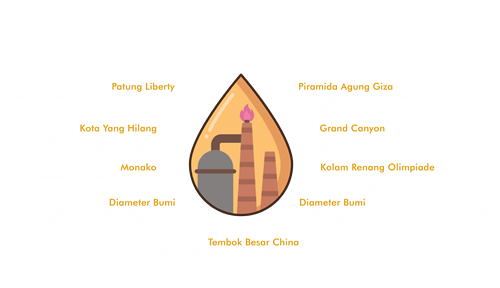 Patung Liberty
Piramida Agung Giza
Kota Yang Hilang
Grand Canyon
Monako
Kolam Renang Olimpiade
Diameter Bumi
Diameter Bumi
Tembok Besar China